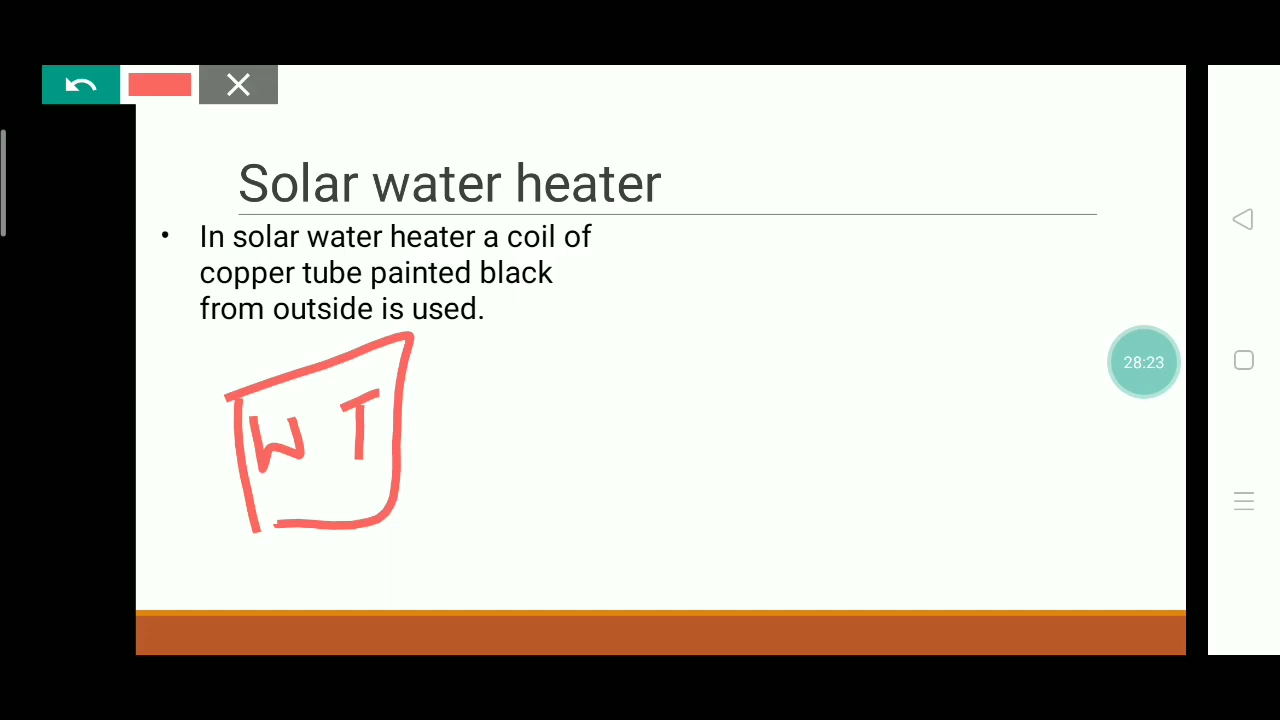 Solar water heater
• In solar water heater a coil of
copper tube painted black
from outside is used.
W T
28:23